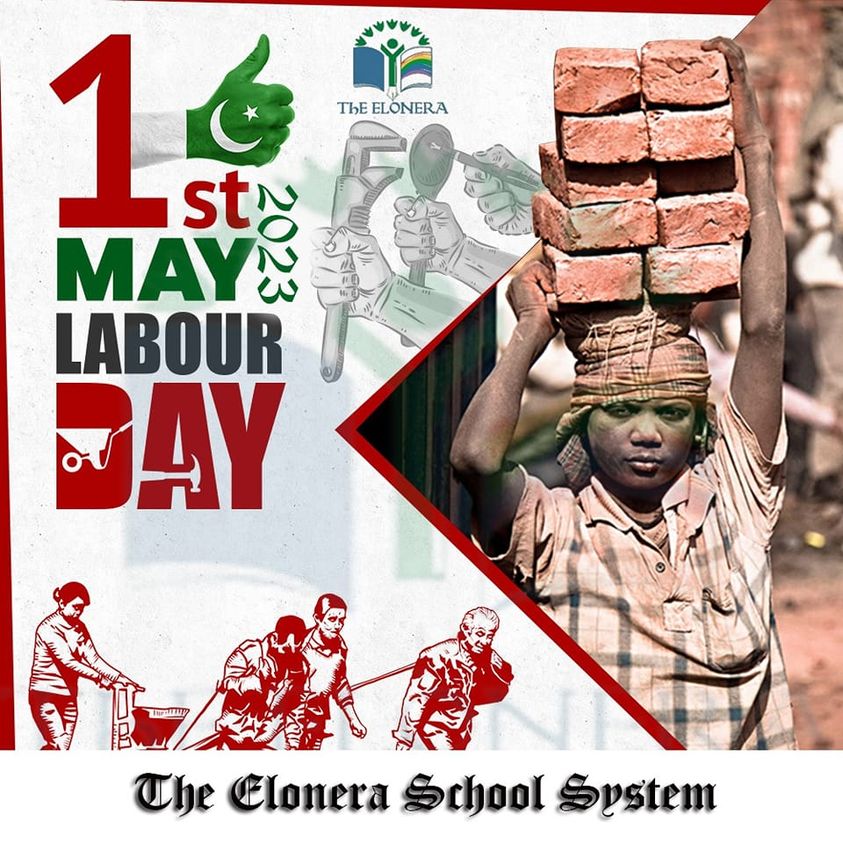 1st
MAY
2023
LABOUR
DAY
The ELONERA
The Elonera School System